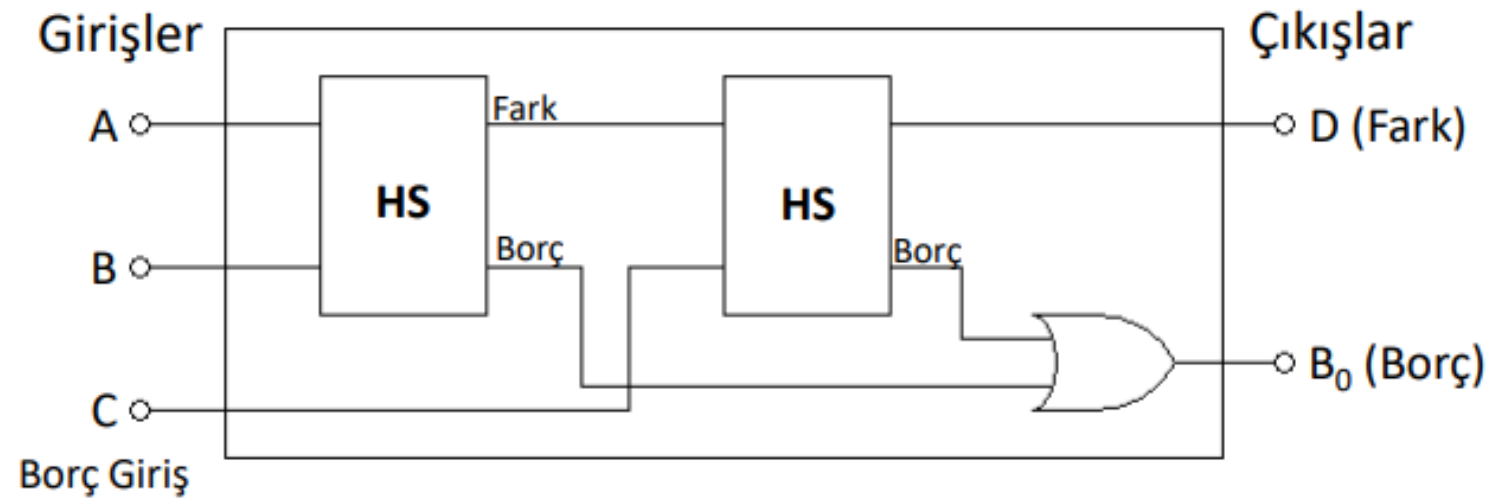 Girişler
Çıkışlar
A
Fark
D (Fark)
HS
HS
B
Borç
Borç
B₀ (Borç)
C
Borç Giriş